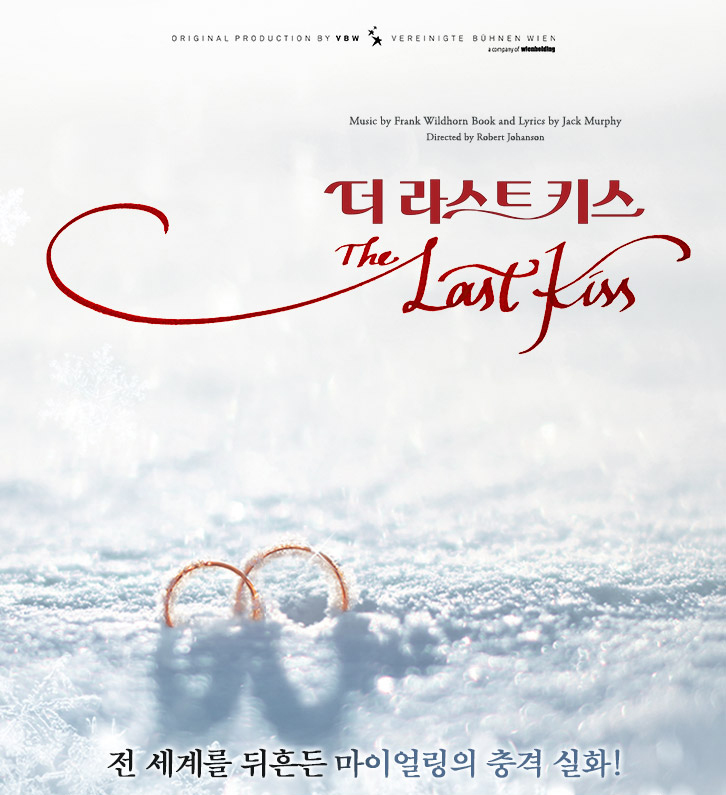 ORIGINAL PRODUCTION BY VBW VEREINIGTE BÜHNEN WIEN
a company of wienholding
Music by Frank Wildhorn Book and Lyrics by Jack Murphy
Directed by Robert Johanson
더 라스트 키스
The Last Kiss
전 세계를 뒤흔든 마이얼링의 충격 실화!